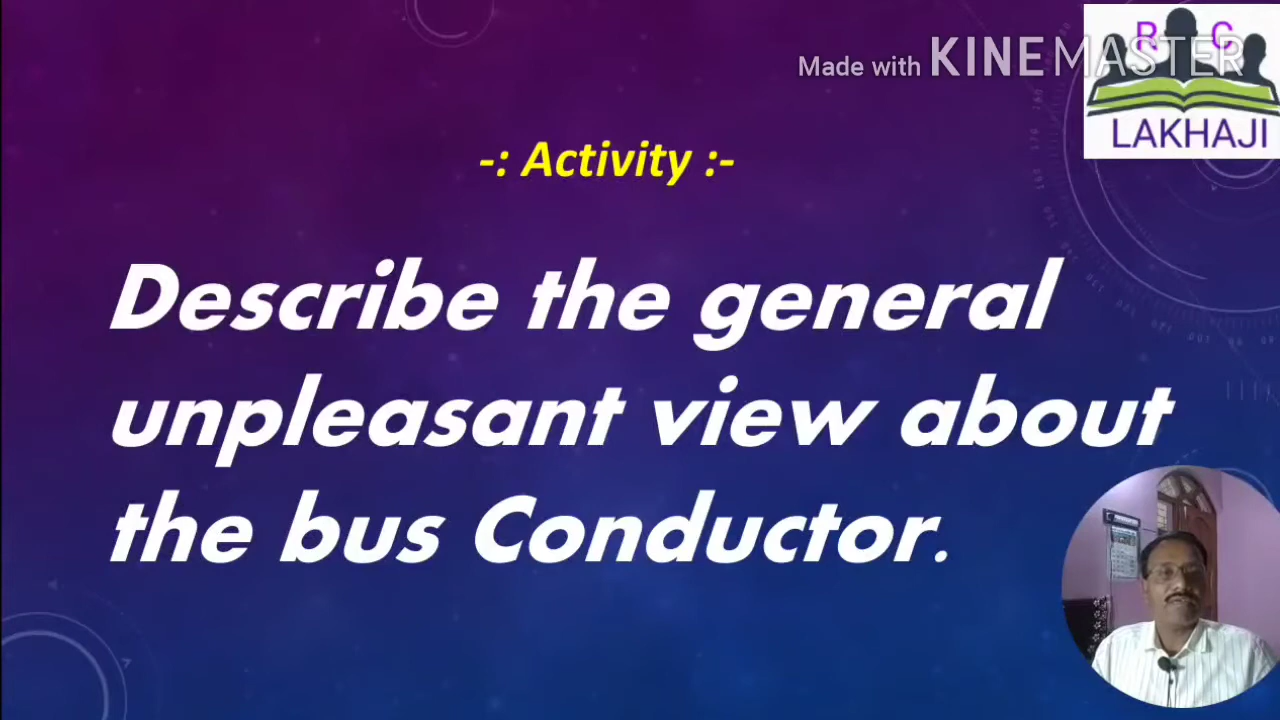 Made with KINEMASTER
R C
LAKHAJI
-: Activity :-
Describe the general
unpleasant view about
the bus Conductor.